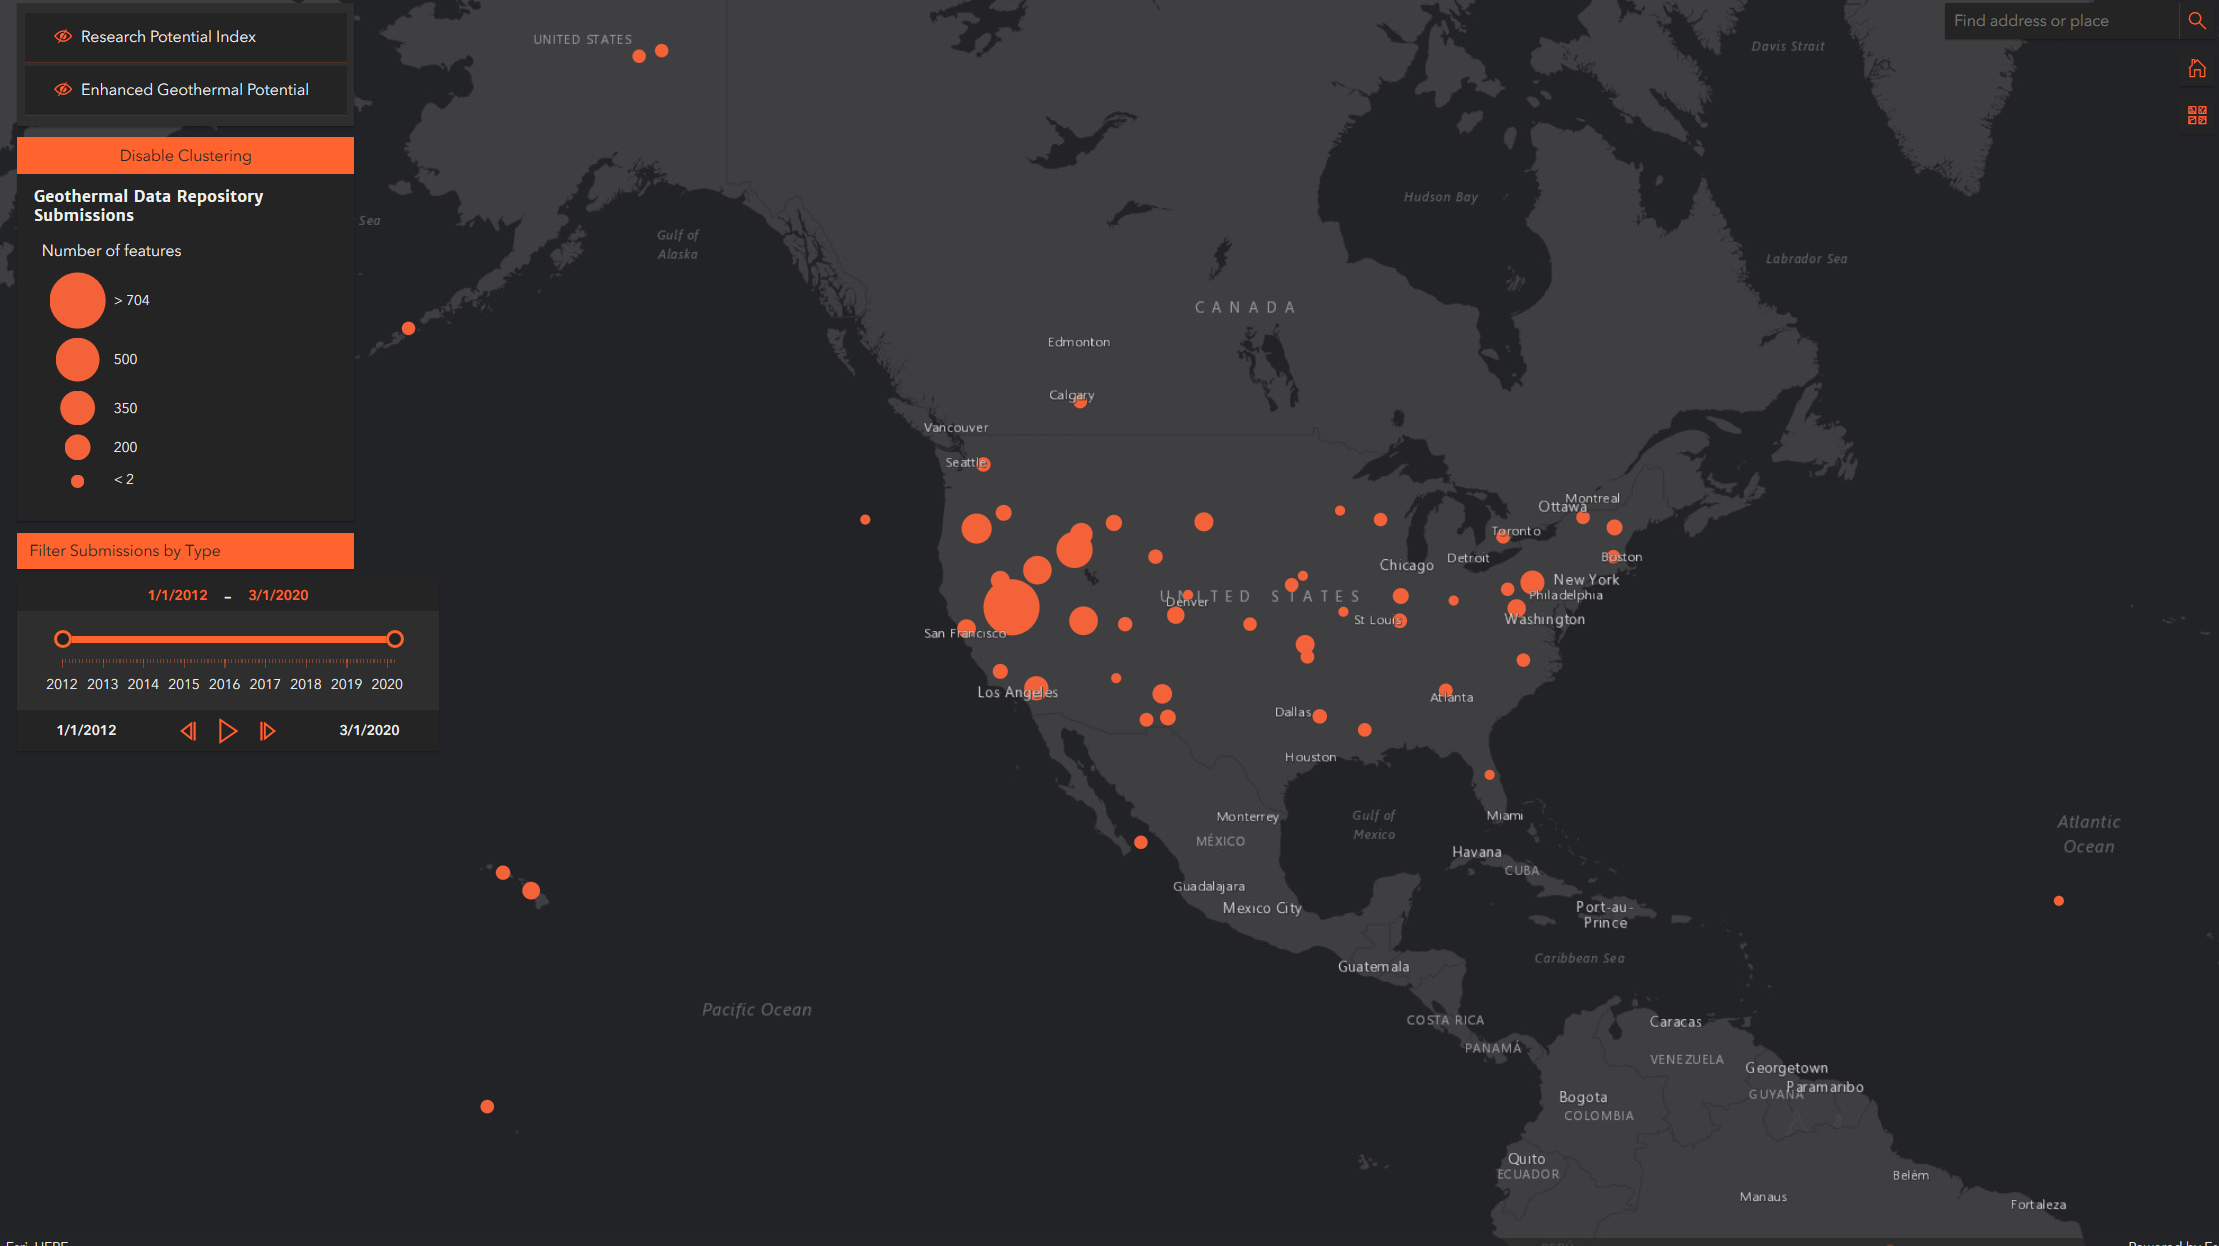 Research Potential Index
Enhanced Geothermal Potential
Disable Clustering
Geothermal Data Repository
Submissions
Number of features
> 704
500
350
200
< 2
Filter Submissions by Type
1/1/2012 – 3/1/2020
2012 2013 2014 2015 2016 2017 2018 2019 2020
1/1/2012
3/1/2020
Find address or place
UNITED STATES
Davis Strait
Hudson Bay
Sea
Gulf of
Alaska
Labrador Sea
CANADA
Edmonton
Calgary
Vancouver
Seattle
Montreal
Ottawa
Toronto
Detroit
Boston
Chicago
New York
Philadelphia
UNITED STATES
Denver
St Louis
Washington
San Francisco
Los Angeles
Atlanta
Dallas
Houston
Monterrey
Gulf of
Mexico
Miami
MÉXICO
Havana
CUBA
Guadalajara
Mexico City
Port-au-
Prince
Atlantic
Ocean
Caribbean Sea
Guatemala
Pacific Ocean
COSTA RICA
Caracas
PANAMÁ
VENEZUELA
Georgetown
Paramaribo
GUYANA
Bogota
COLOMBIA
Quito
ECUADOR
Belém
Manaus
Fortaleza